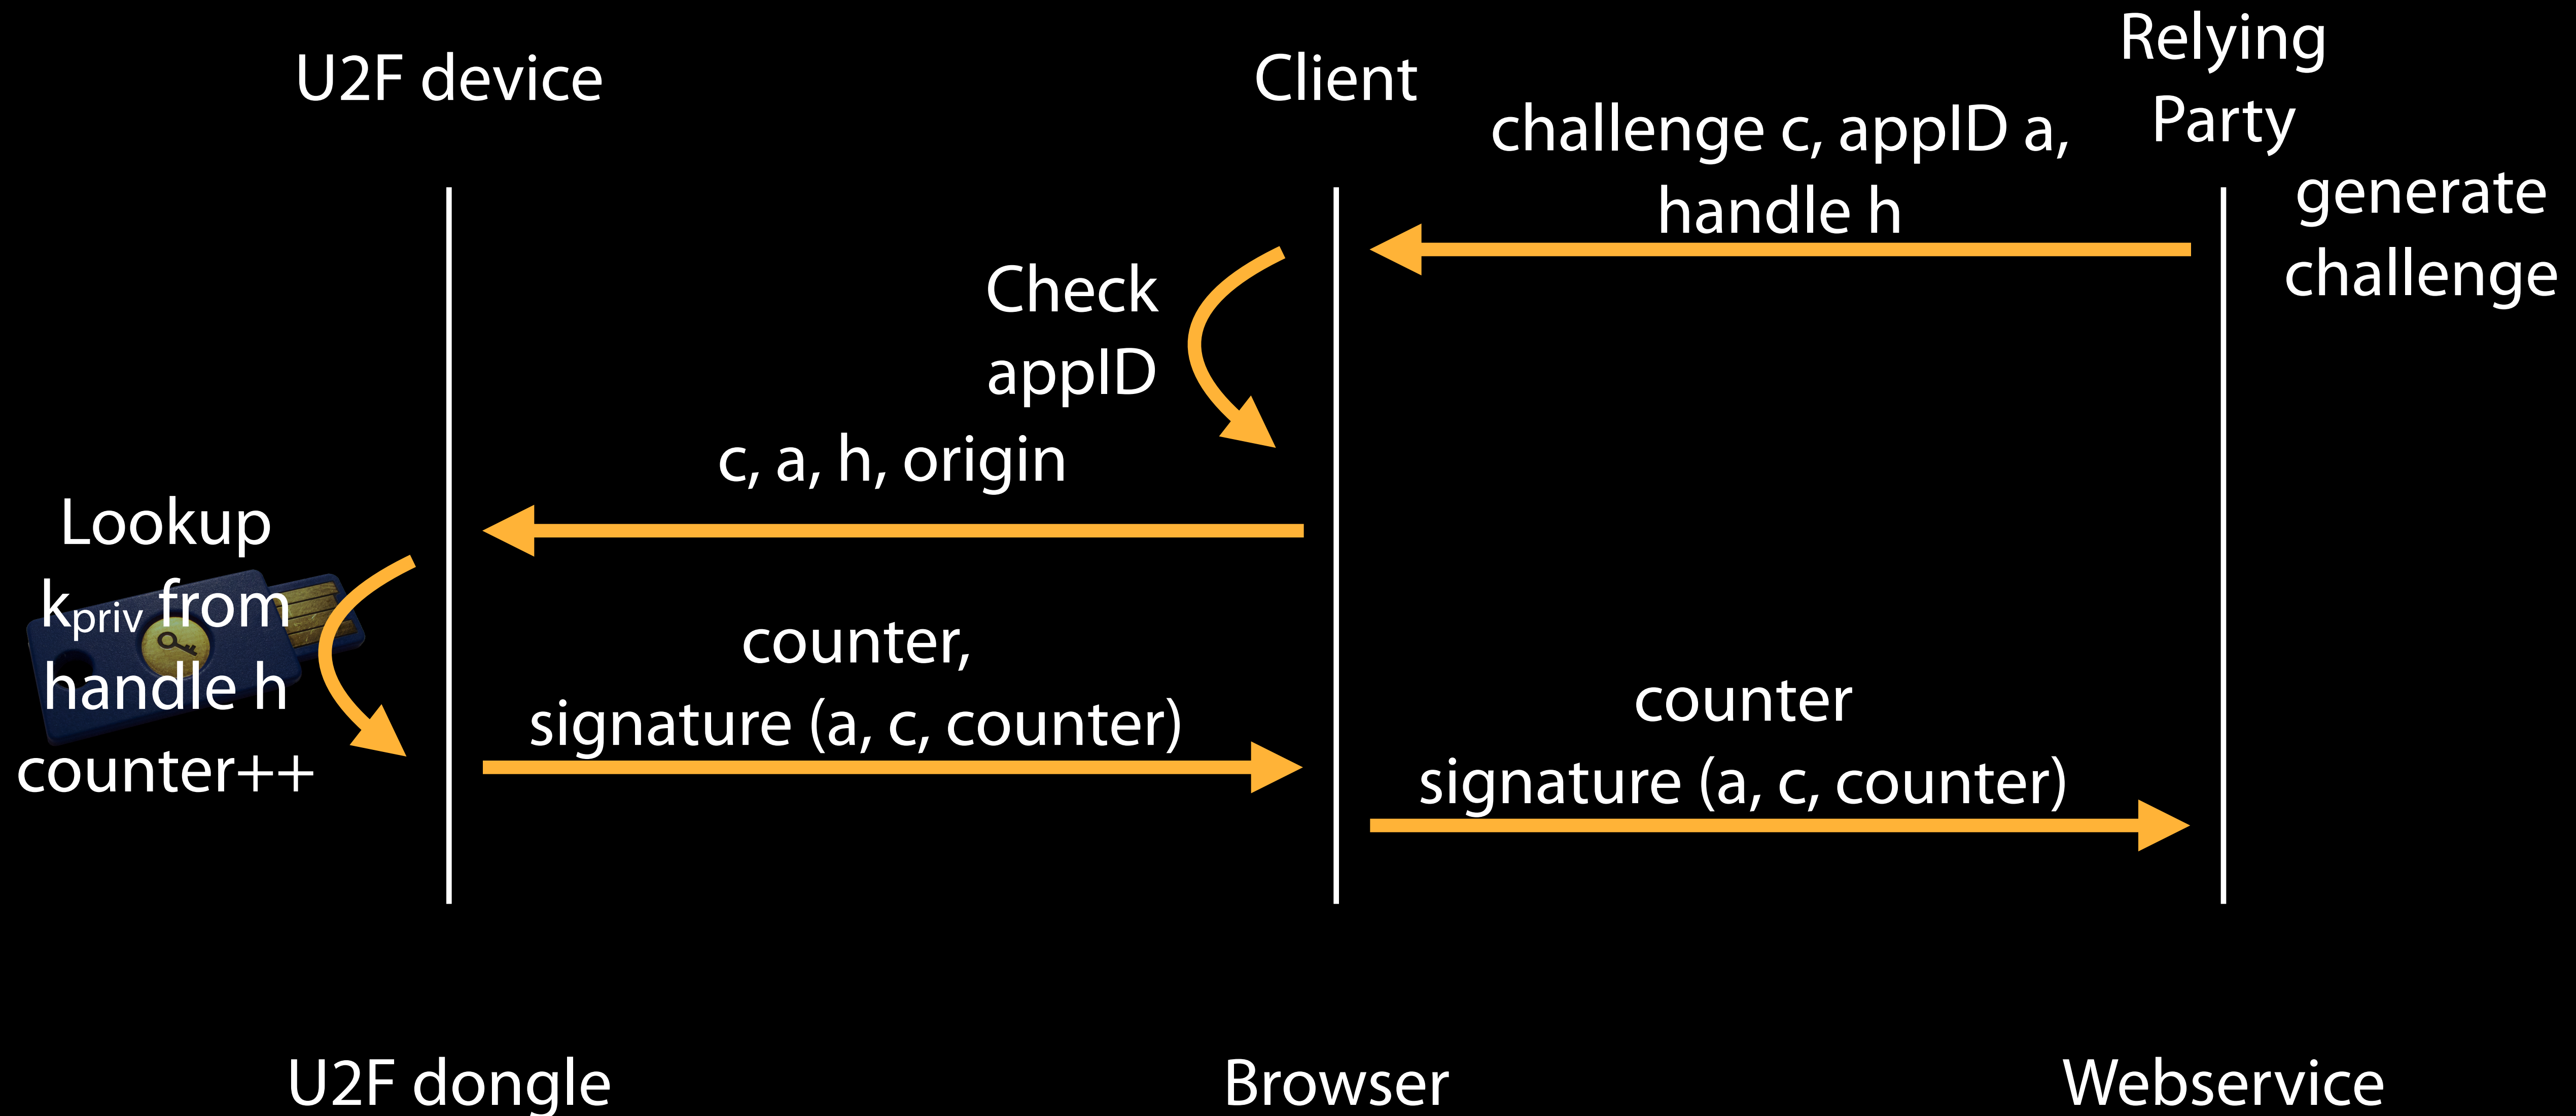 U2F device
Client
Relying
Party
challenge c, appID a,
handle h
generate
challenge
Check
appID
c, a, h, origin
Lookup
kpriv from
handle h
counter++
counter,
signature (a, c, counter)
counter
signature (a, c, counter)
U2F dongle
Browser
Webservice